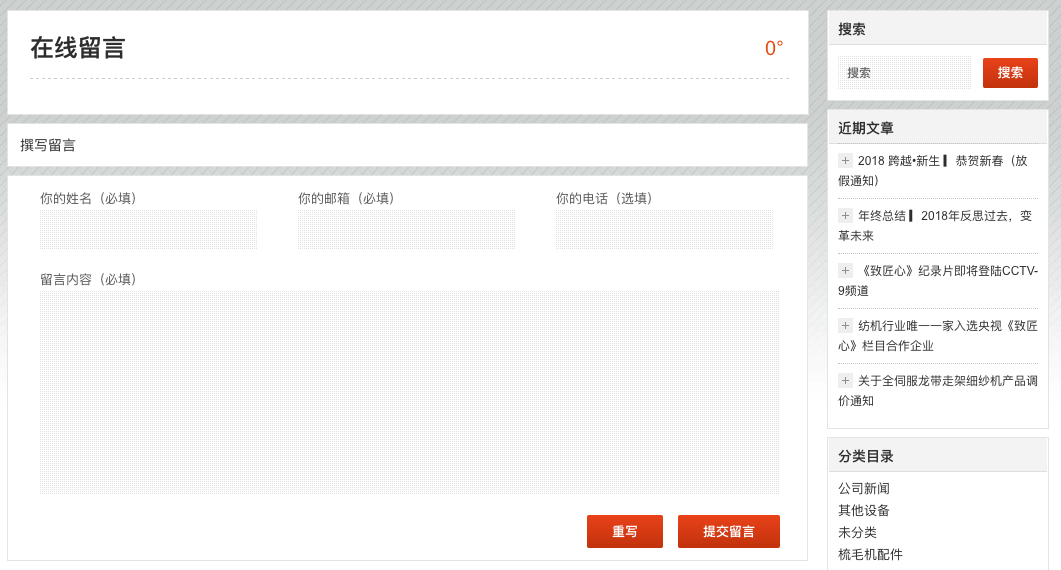 在线留言
0°
撰写留言
你的姓名（必填）
你的邮箱（必填）
你的电话（选填）
留言内容（必填）
重写
提交留言
搜索
搜索
搜索
近期文章
2018 跨越•新生 ▎恭贺新春（放
假通知）
年终总结 ▎2018年反思过去，变
革未来
《致匠心》纪录片即将登陆CCTV-
9频道
纺机行业唯一一家入选央视《致匠
心》栏目合作企业
关于全伺服龙带走架细纱机产品调
价通知
分类目录
公司新闻
其他设备
未分类
梳毛机配件